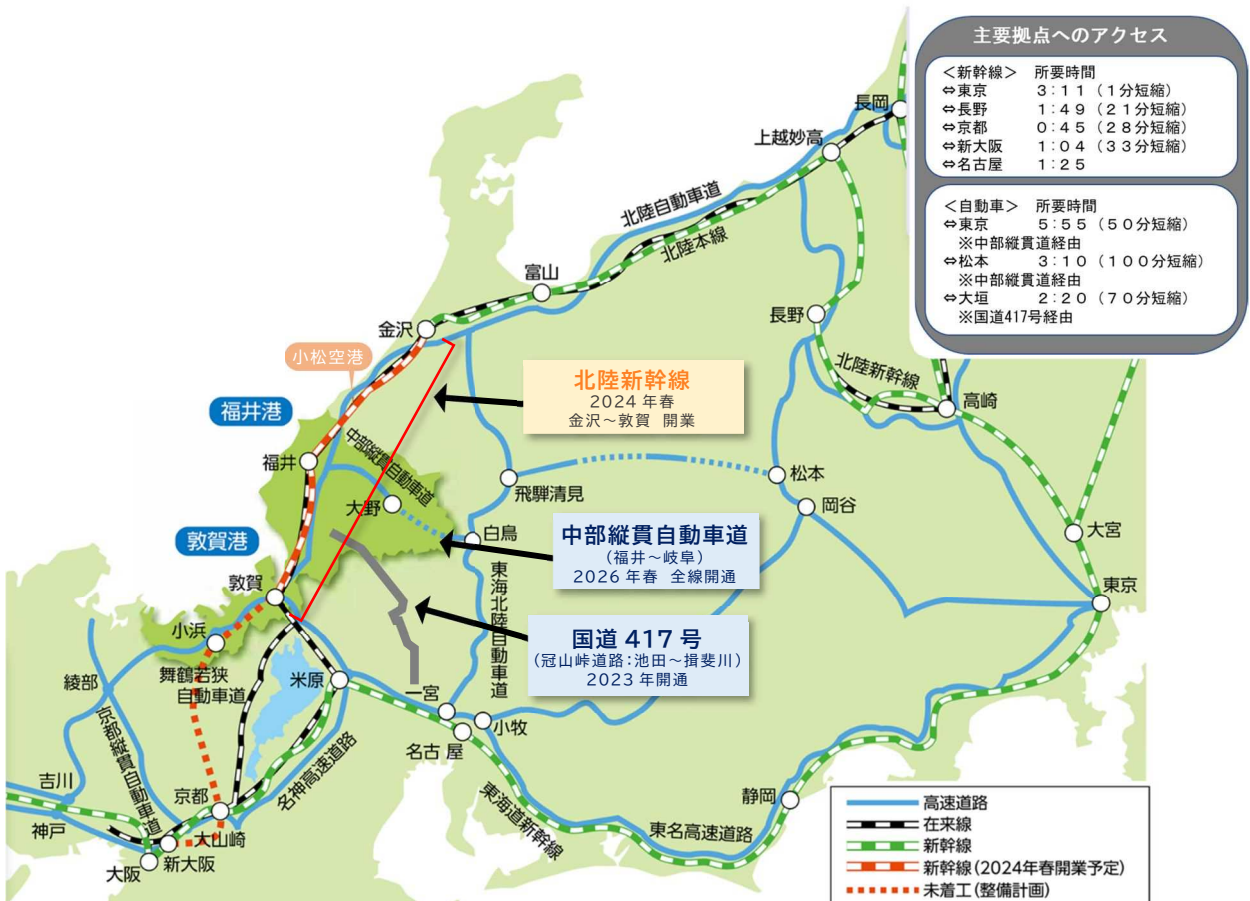 主要拠点へのアクセス
<新幹線> 所要時間
⇔東京 3:11 (1分短縮)
⇔長野 1:49 (21分短縮)
⇔京都 0:45 (28分短縮)
⇔新大阪 1:04 (33分短縮)
⇔名古屋 1:25
<自動車> 所要時間
⇔東京 5:55 (50分短縮)
※中部縦貫道経由
⇔松本 3:10 (100分短縮)
※中部縦貫道経由
⇔大垣 2:20 (70分短縮)
※国道417号経由
長岡
上越妙高
北陸自動車道
北陸本線
富山
金沢
長野
小松空港
北陸新幹線
2024年春
金沢~敦賀 開業
北陸新幹線
高崎
福井港
福井
中部縦貫自動車道
大野
飛騨清見
松本
岡谷
大宮
敦賀港
白鳥
中部縦貫自動車道
(福井~岐阜)
2026年春 全線開通
敦賀
東海北陸自動車道
東京
小浜
国道417号
(冠山峠道路:池田~揖斐川)
2023年開通
舞鶴若狭
自動車道
綾部
米原
一宮
小牧
名古屋
京都縦貫自動車道
名神高速道路
吉川
神戸
京都
大山崎
新大阪
大阪
東海道新幹線
東名高速道路
静岡
高速道路
在来線
新幹線
新幹線(2024年春開業予定)
未着工(整備計画)